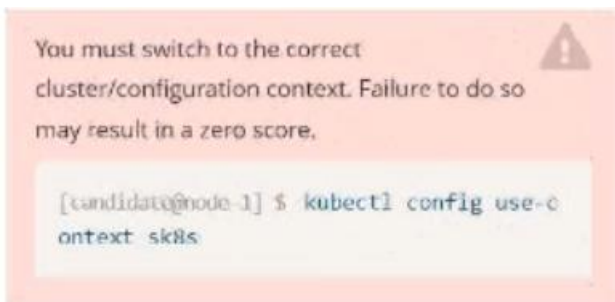 You must switch to the correct
cluster/configuration context. Failure to do so
may result in a zero score.
[candidate@node-1] $ kubectl config use-c
ontext sk8s